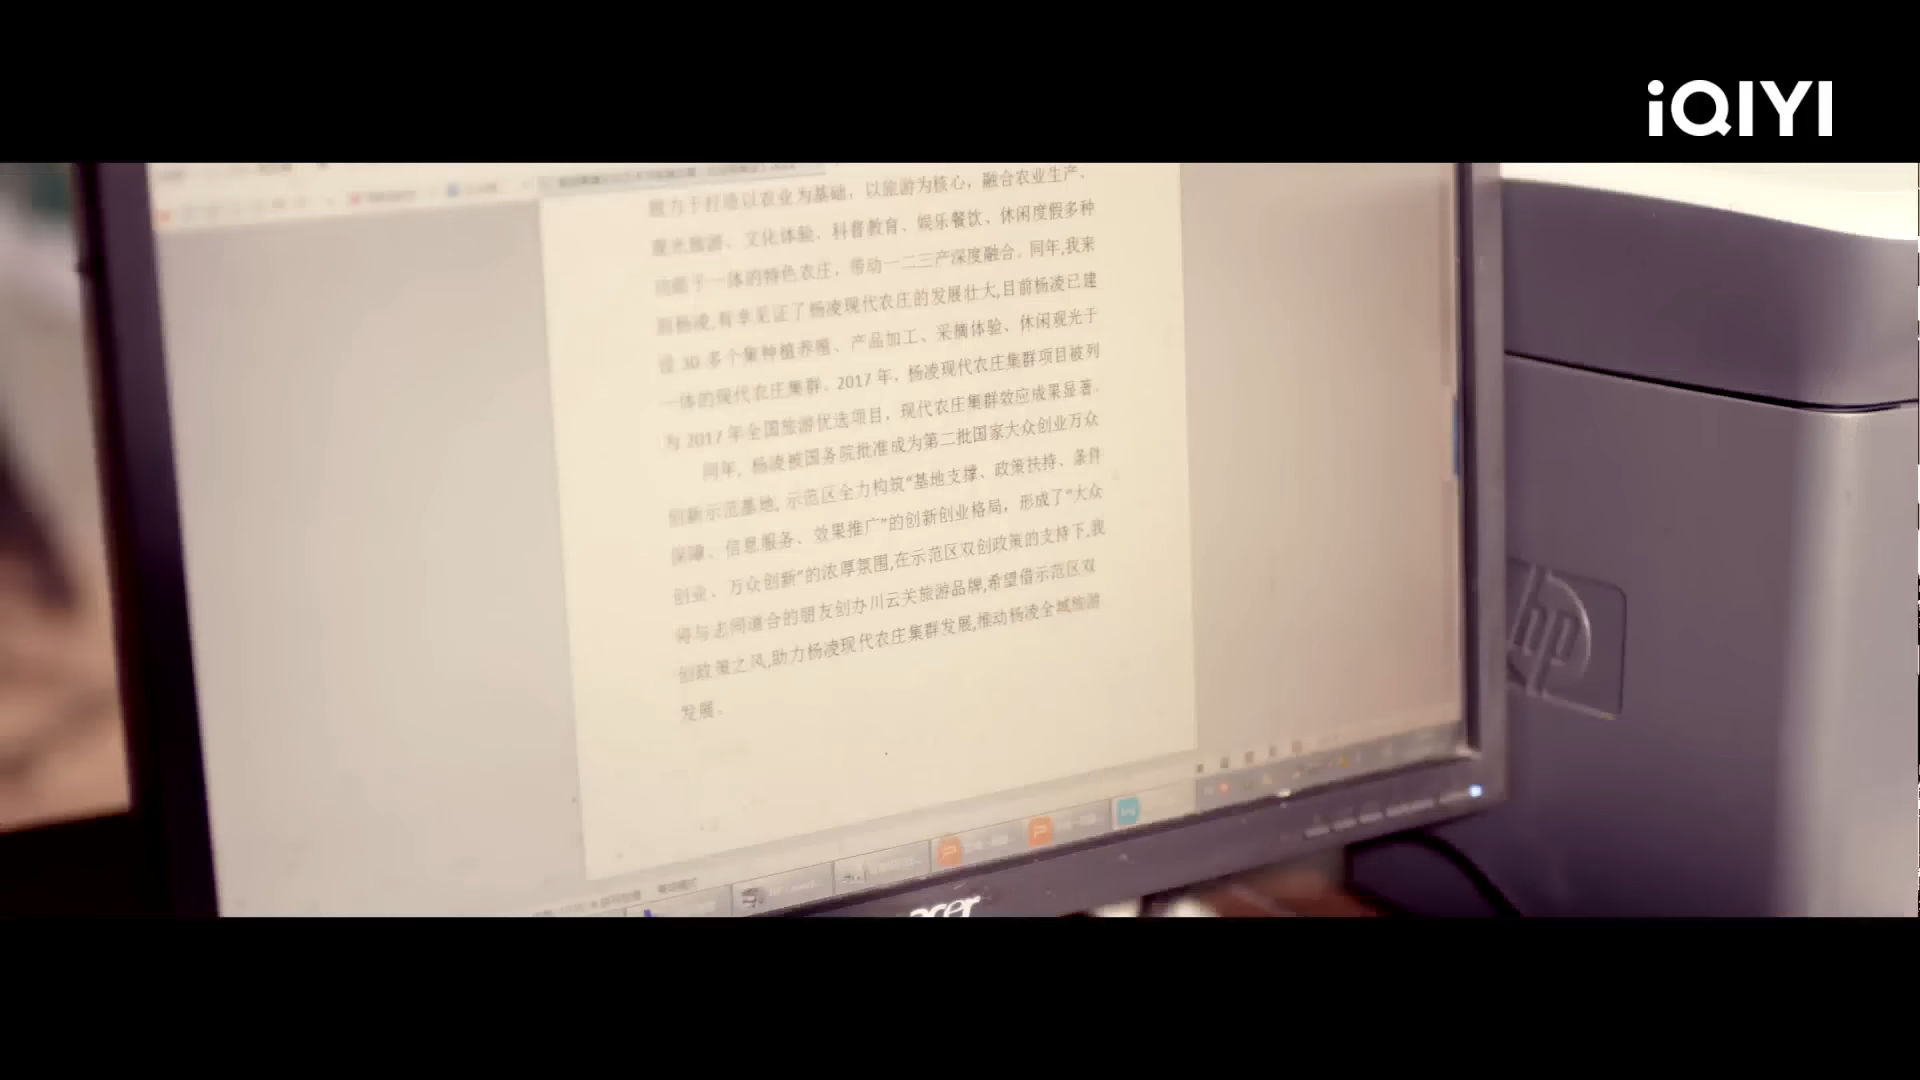 iQIYI
致力于打造以农业为基础，以旅游为核心，融合农业生产、
观光旅游、文化体验、科普教育、娱乐餐饮、休闲度假多种
功能于一体的特色农庄，带动一二三产深度融合。同年,我来
到杨凌,有幸见证了杨凌现代农庄的发展壮大,目前杨凌已建
设 30 多个集种植养殖、产品加工、采摘体验、休闲观光于
一体的现代农庄集群。2017 年，杨凌现代农庄集群项目被列
为 2017 年全国旅游优选项目，现代农庄集群效应成果显著.
同年，杨凌被国务院批准成为第二批国家大众创业万众
创新示范基地, 示范区全力构筑“基地支撑、政策扶持、条件
保障、信息服务、效果推广”的创新创业格局，形成了“大众
创业、万众创新”的浓厚氛围,在示范区双创政策的支持下,我
将与志同道合的朋友创办川云关旅游品牌,希望借示范区双
创政策之风,助力杨凌现代农庄集群发展,推动杨凌全域旅游
发展.
hp
acer